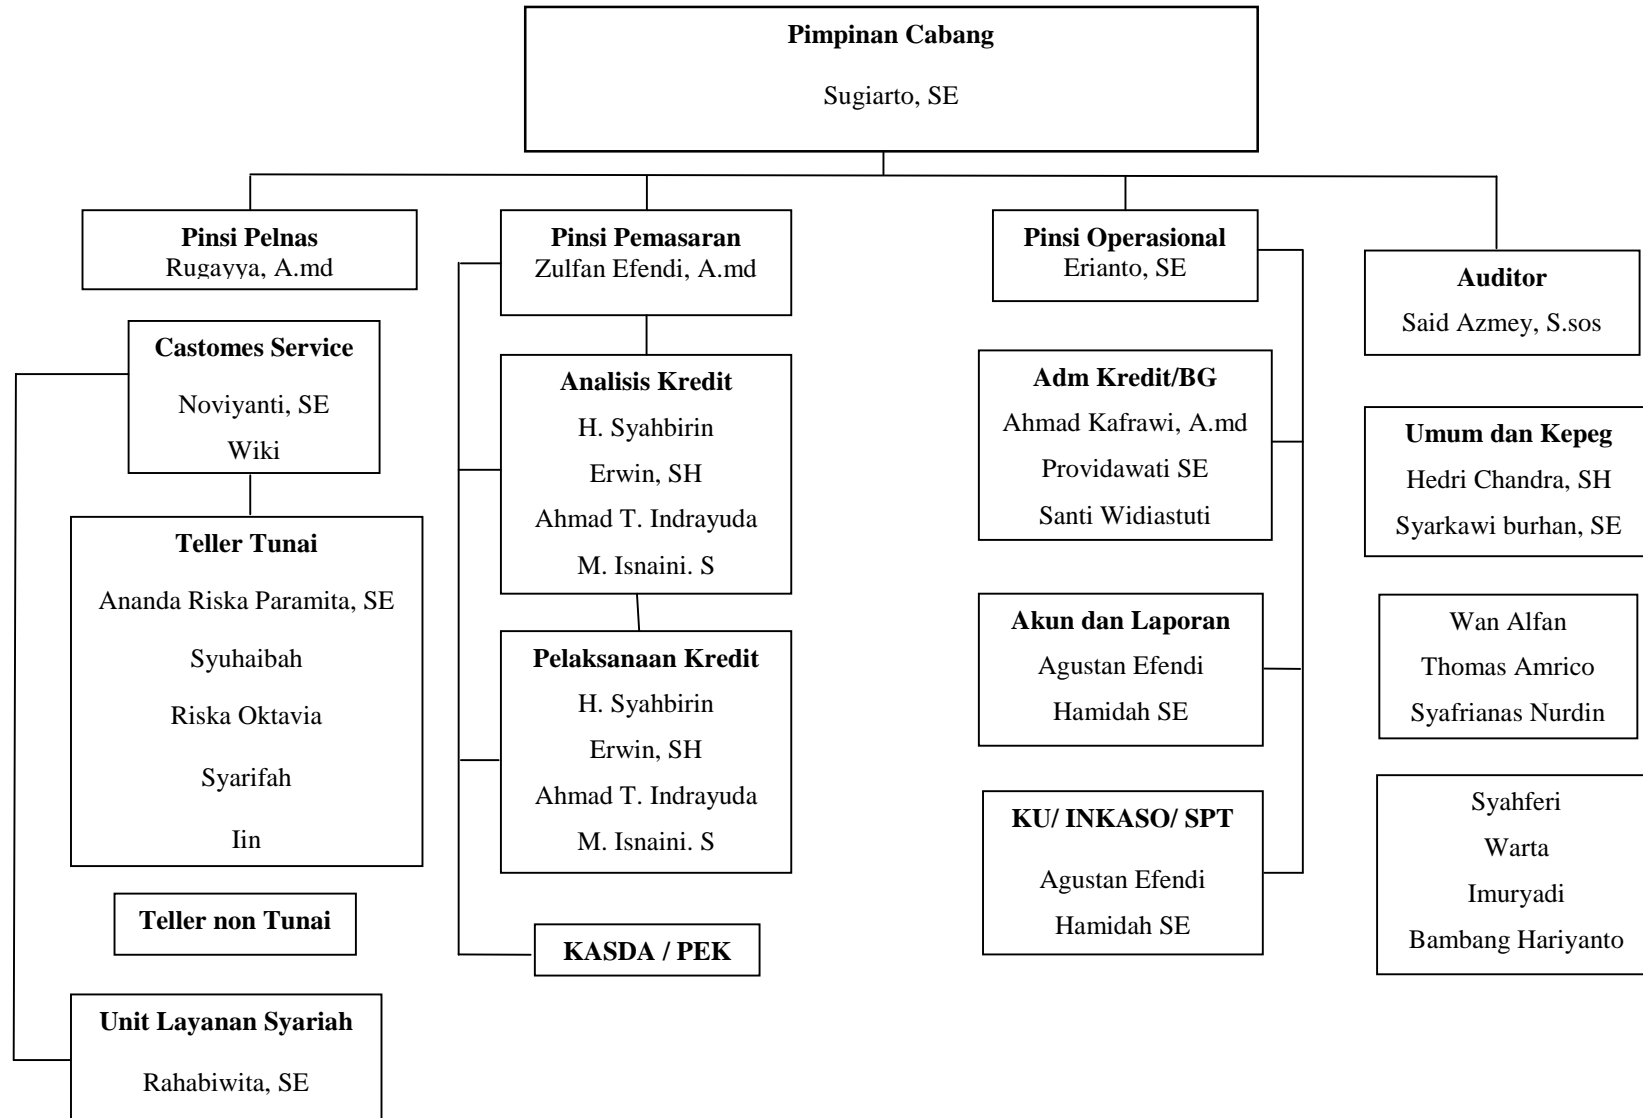 Pimpinan Cabang
Sugiarto, SE
Pinsi Pelnas
Rugayya, A.md
Castomes Service
Noviyanti, SE
Wiki
Teller Tunai
Ananda Riska Paramita, SE
Syuhaibah
Riska Oktavia
Syarifah
Iin
Teller non Tunai
Unit Layanan Syariah
Rahabiwita, SE
Pinsi Pemasaran
Zulfan Efendi, A.md
Analisis Kredit
H. Syahbirin
Erwin, SH
Ahmad T. Indrayuda
M. Isnaini. S
Pelaksanaan Kredit
H. Syahbirin
Erwin, SH
Ahmad T. Indrayuda
M. Isnaini. S
KASDA / PEK
Pinsi Operasional
Erianto, SE
Adm Kredit/BG
Ahmad Kafrawi, A.md
Providawati SE
Santi Widiastuti
Akun dan Laporan
Agustan Efendi
Hamidah SE
KU/ INKASO/ SPT
Agustan Efendi
Hamidah SE
Auditor
Said Azmey, S.sos
Umum dan Kepeg
Hedri Chandra, SH
Syarkawi burhan, SE
Wan Alfan
Thomas Amrico
Syafrianas Nurdin
Syahferi
Warta
Imuryadi
Bambang Hariyanto